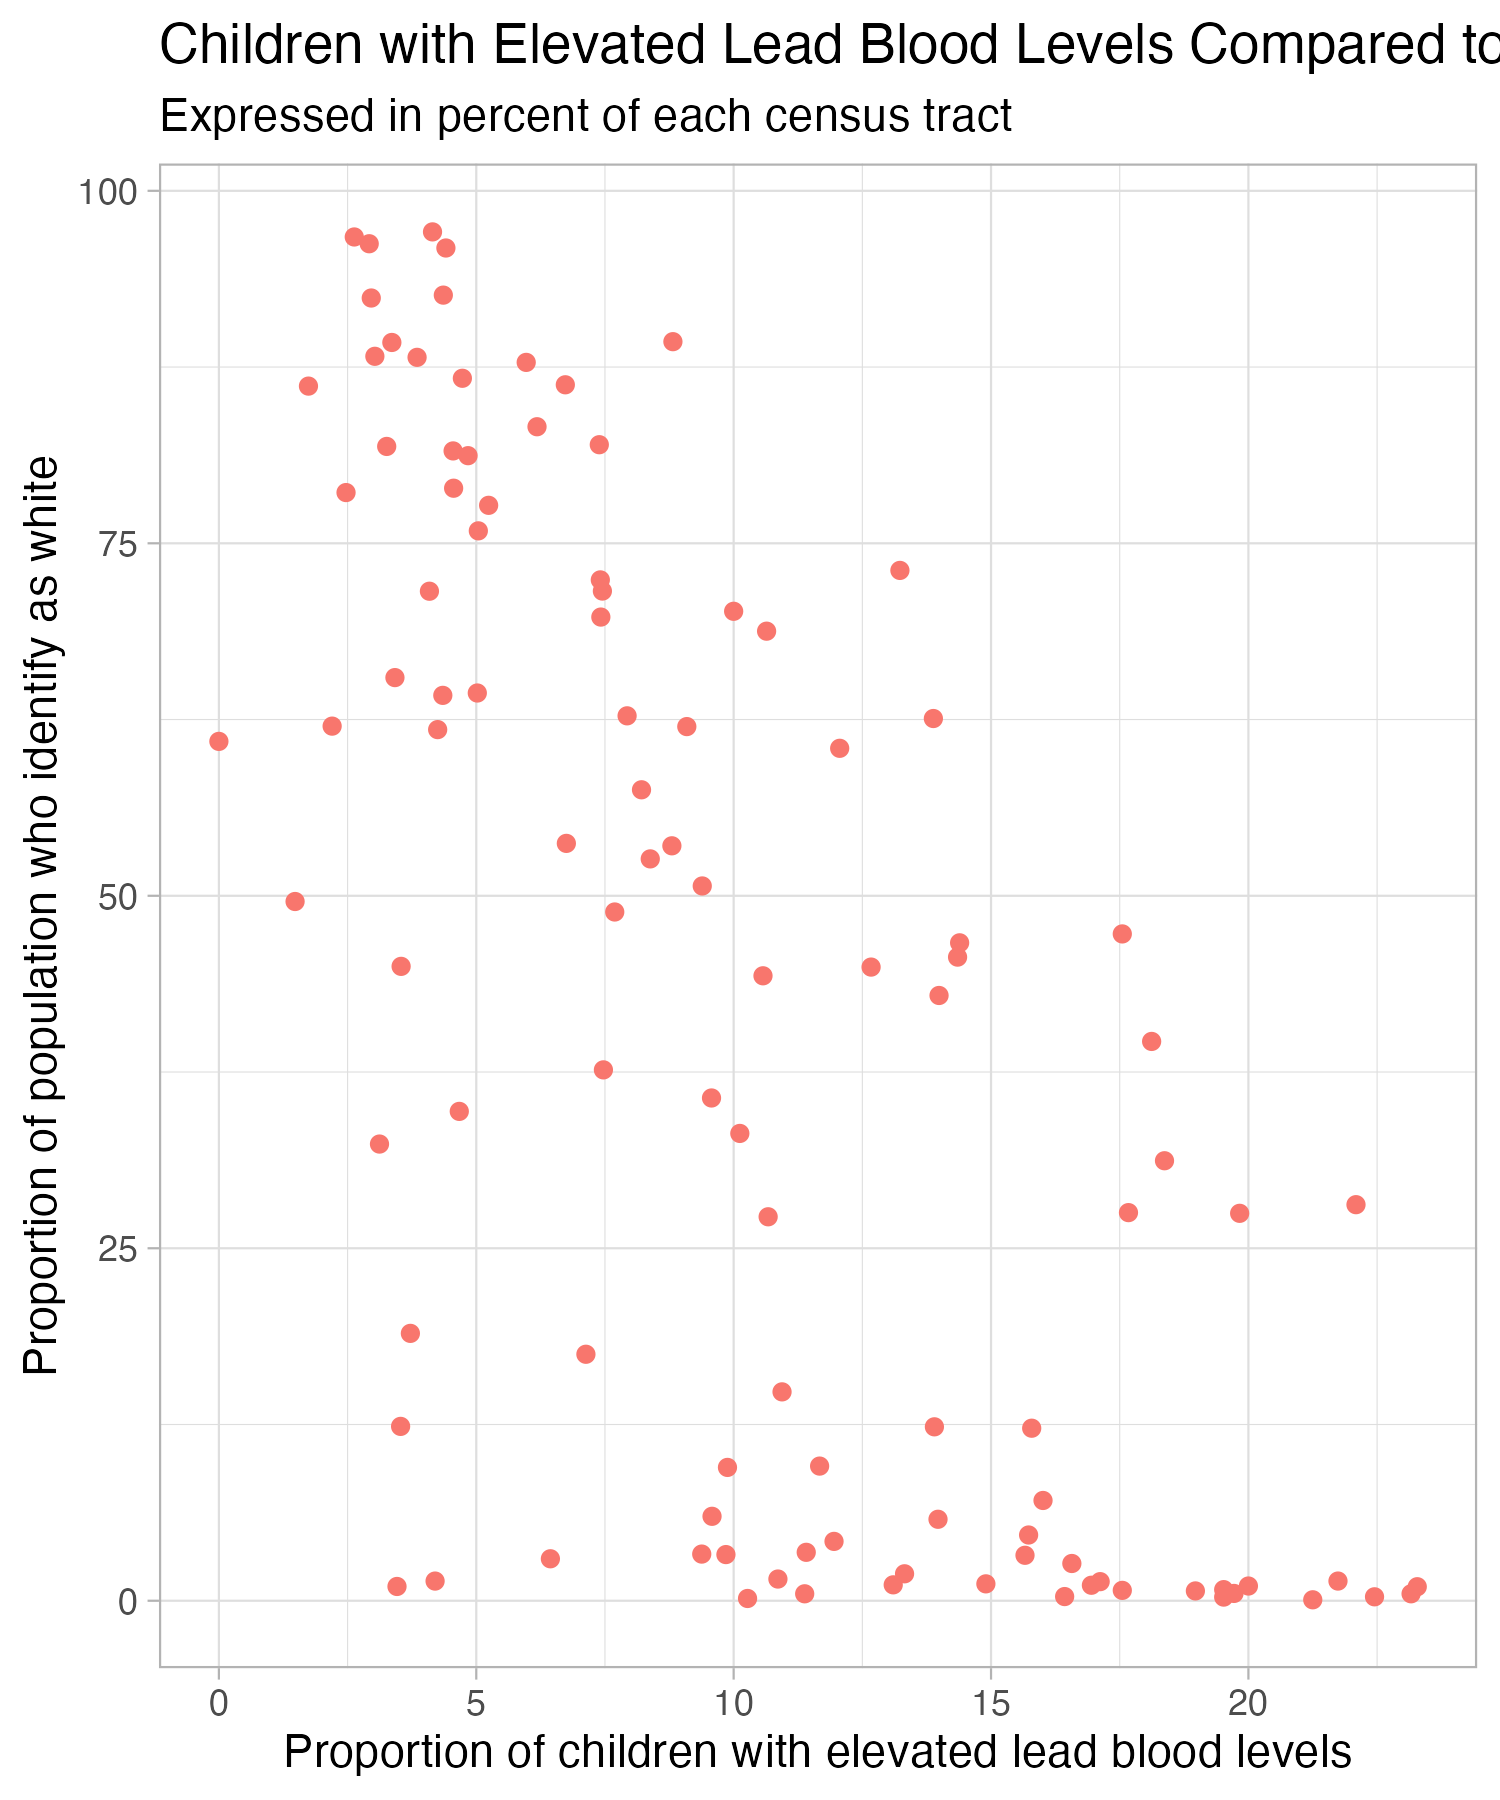 Children with Elevated Lead Blood Levels Compared to
Expressed in percent of each census tract
Proportion of population who identify as white
100
75
50
25
0
0 5 10 15 20
Proportion of children with elevated lead blood levels